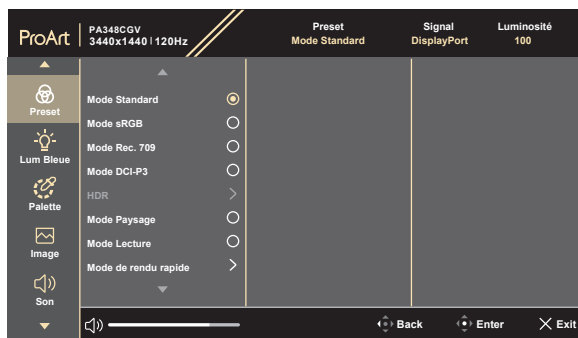 ProArt
PA348CGV
3440x1440 | 120Hz
Preset
Mode Standard
Signal
DisplayPort
Luminosité
100
Preset
Lum Bleue
Palette
Image
Son
Mode Standard
Mode sRGB
Mode Rec. 709
Mode DCI-P3
HDR
Mode Paysage
Mode Lecture
Mode de rendu rapide
Back
Enter
Exit